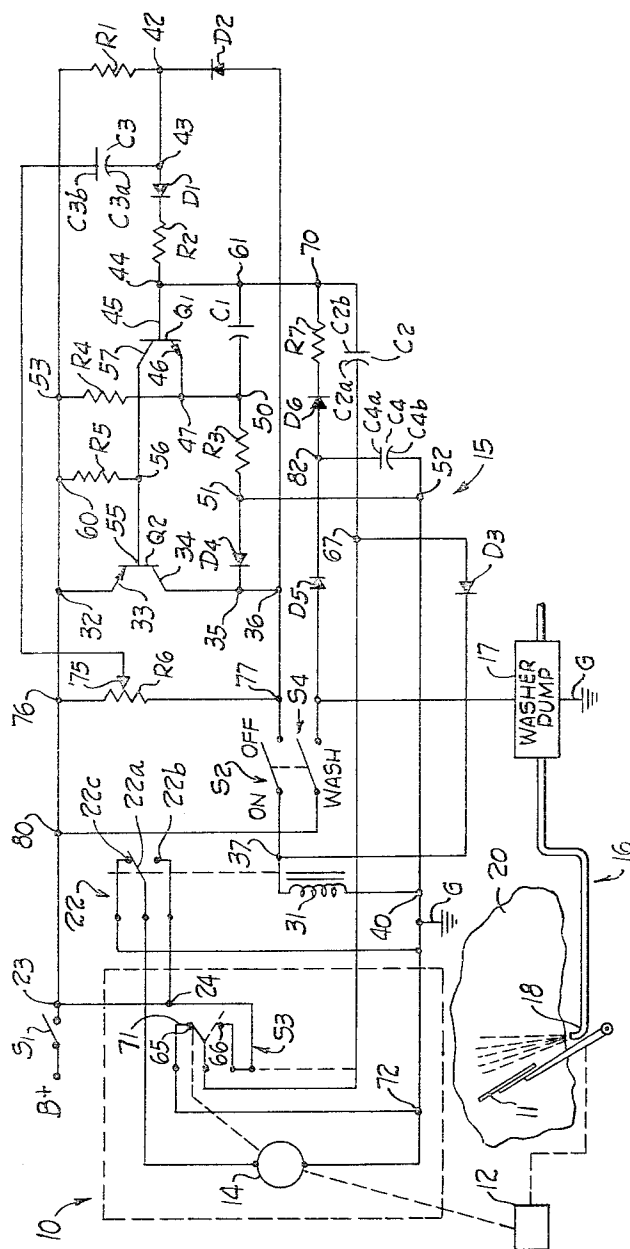 10
B+
S1
23
80
76
32
60
53
R1
42
22
22c
22a
22b
75
R6
33
55
Q2
34
R5
56
R4
57
45
44
Q1
46
47
R2
D1
43
C3b
C3a
C3
D2
24
71
65
66
S3
14
72
31
37
40
G
S2
ON
OFF
WASH
S4
77
36
35
D4
51
R3
50
C1
61
D5
82
D6
R7
70
C2a
C2b
C2
C4a
C4
C4b
67
52
15
D3
12
11
18
20
16
17
WASHER
PUMP
G